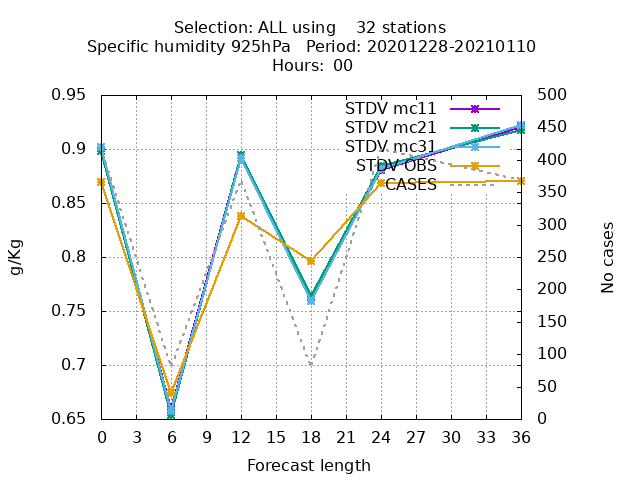 Selection: ALL using    32 stations
Specific humidity 925hPa   Period: 20201228-20210110
Hours:  00
g/Kg
0.95
0.9
0.85
0.8
0.75
0.7
0.65
STDV mc11
STDV mc21
STDV mc31
STDV OBS
CASES
500
450
400
350
300
250
200
150
100
50
0
No cases
0 3 6 9 12 15 18 21 24 27 30 33 36
Forecast length